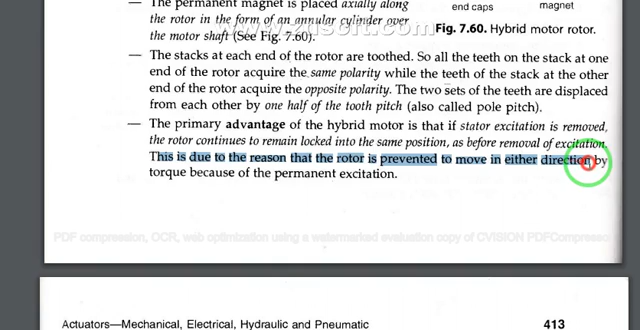 — The permanent magnet is placed axially along
the rotor in the form of an annular cylinder over
the motor shaft (See Fig. 7.60).
end caps
magnet
Fig. 7.60. Hybrid motor rotor.
— The stacks at each end of the rotor are toothed. So all the teeth on the stack at one
end of the rotor acquire the same polarity while the teeth of the stack at the other
end of the rotor acquire the opposite polarity. The two sets of the teeth are displaced
from each other by one half of the tooth pitch (also called pole pitch).
— The primary advantage of the hybrid motor is that if stator excitation is removed,
the rotor continues to remain locked into the same position, as before removal of excitation.
This is due to the reason that the rotor is prevented to move in either direction by
torque because of the permanent excitation.
PDF compression, OCR, web optimization using a watermarked evaluation copy of CVISION PDFCompressor
Actuators—Mechanical, Electrical, Hydraulic and Pneumatic
413